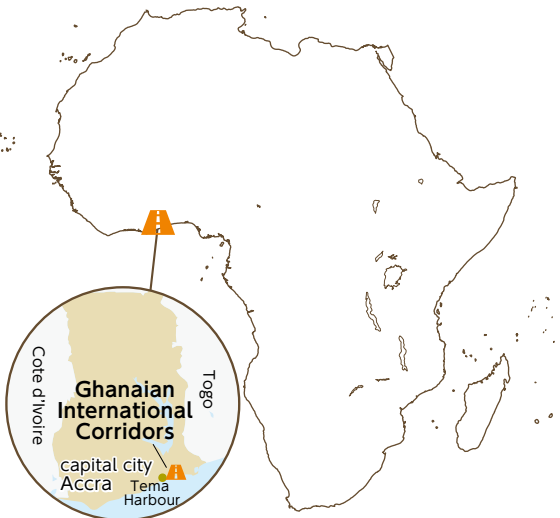 Cote d'Ivoire
Togo
Ghanaian
International
Corridors
capital city
Accra
Tema
Harbour